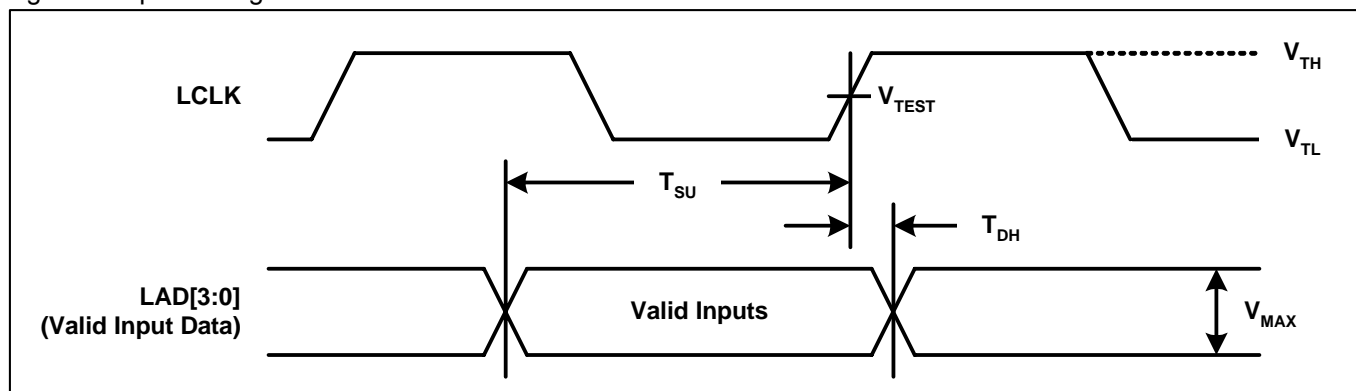 V_TH
LCLK
V_TEST
V_TL
T_SU
T_DH
LAD[3:0]
(Valid Input Data)
Valid Inputs
V_MAX